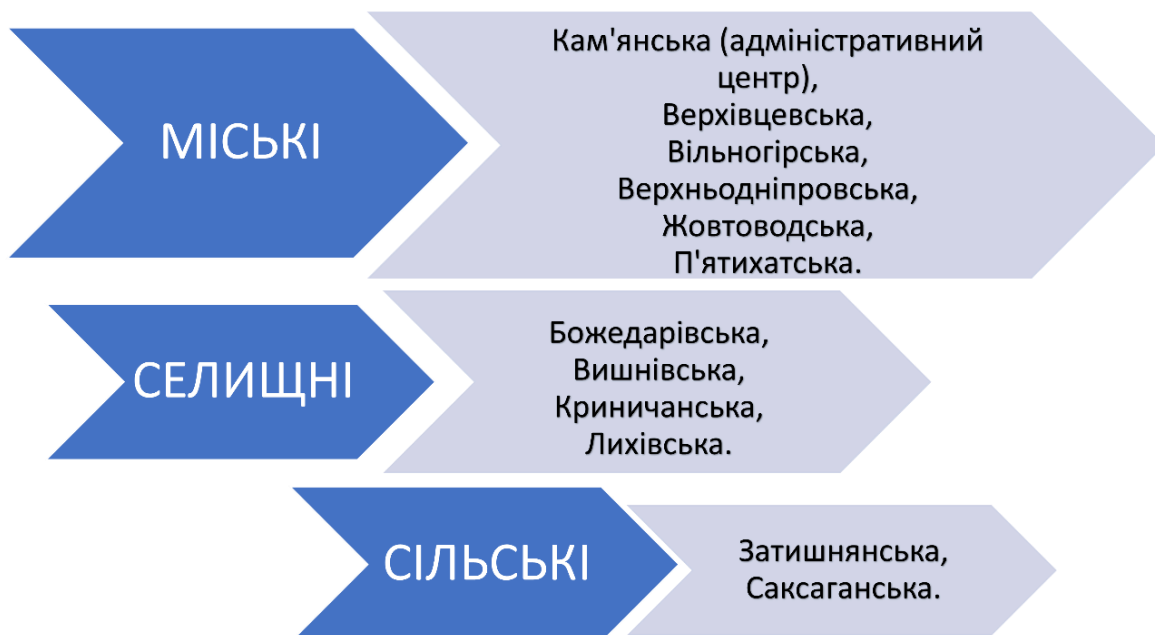 МІСЬКІ
Кам'янська (адміністративний
центр),
Верхівцевська,
Вільногірська,
Верхньодніпровська,
Жовтоводська,
П'ятихатська.
СЕЛИЩНІ
Божедарівська,
Вишнівська,
Криничанська,
Лихівська.
СІЛЬСЬКІ
Затишнянська,
Саксаганська.